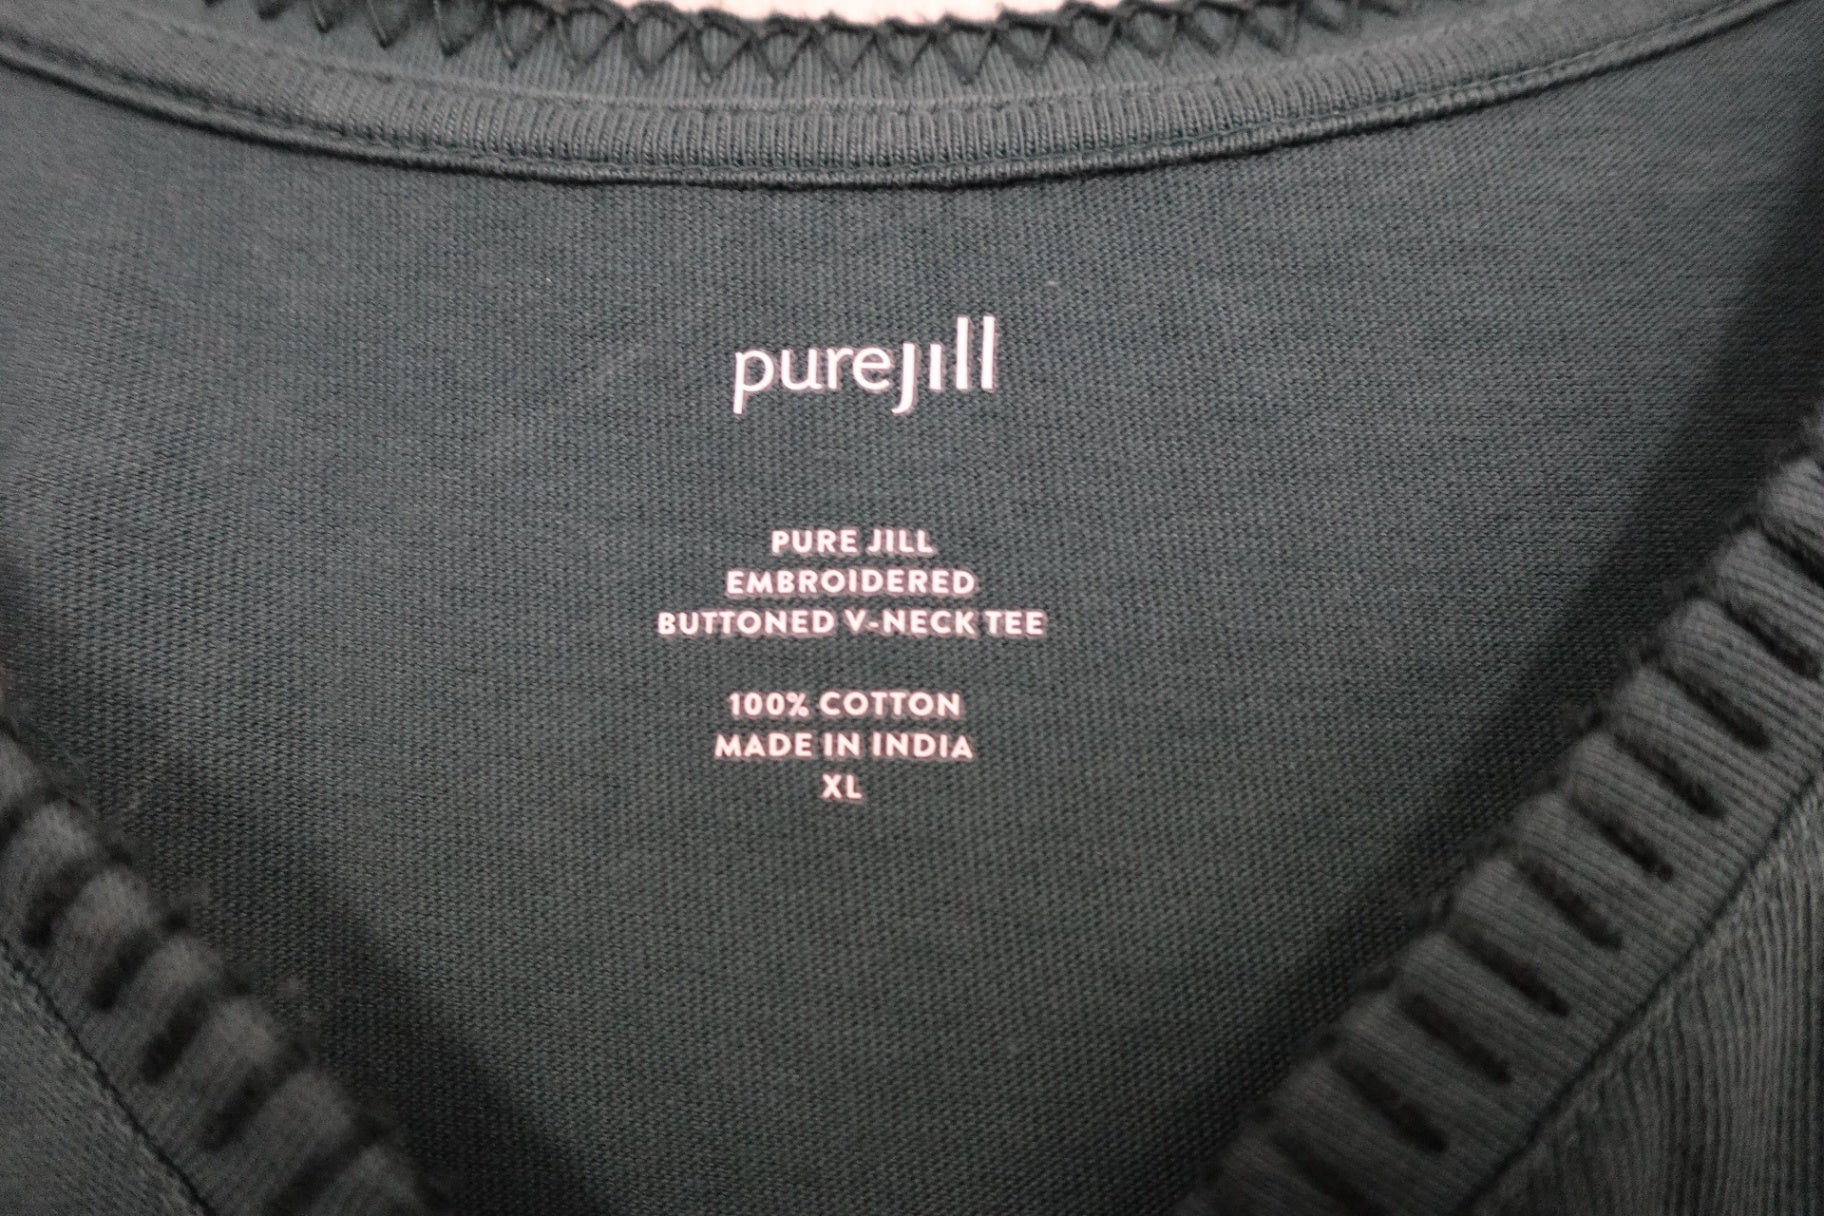 purejill
PURE JILL
EMBROIDERED
BUTTONED V-NECK TEE
100% COTTON
MADE IN INDIA
XL